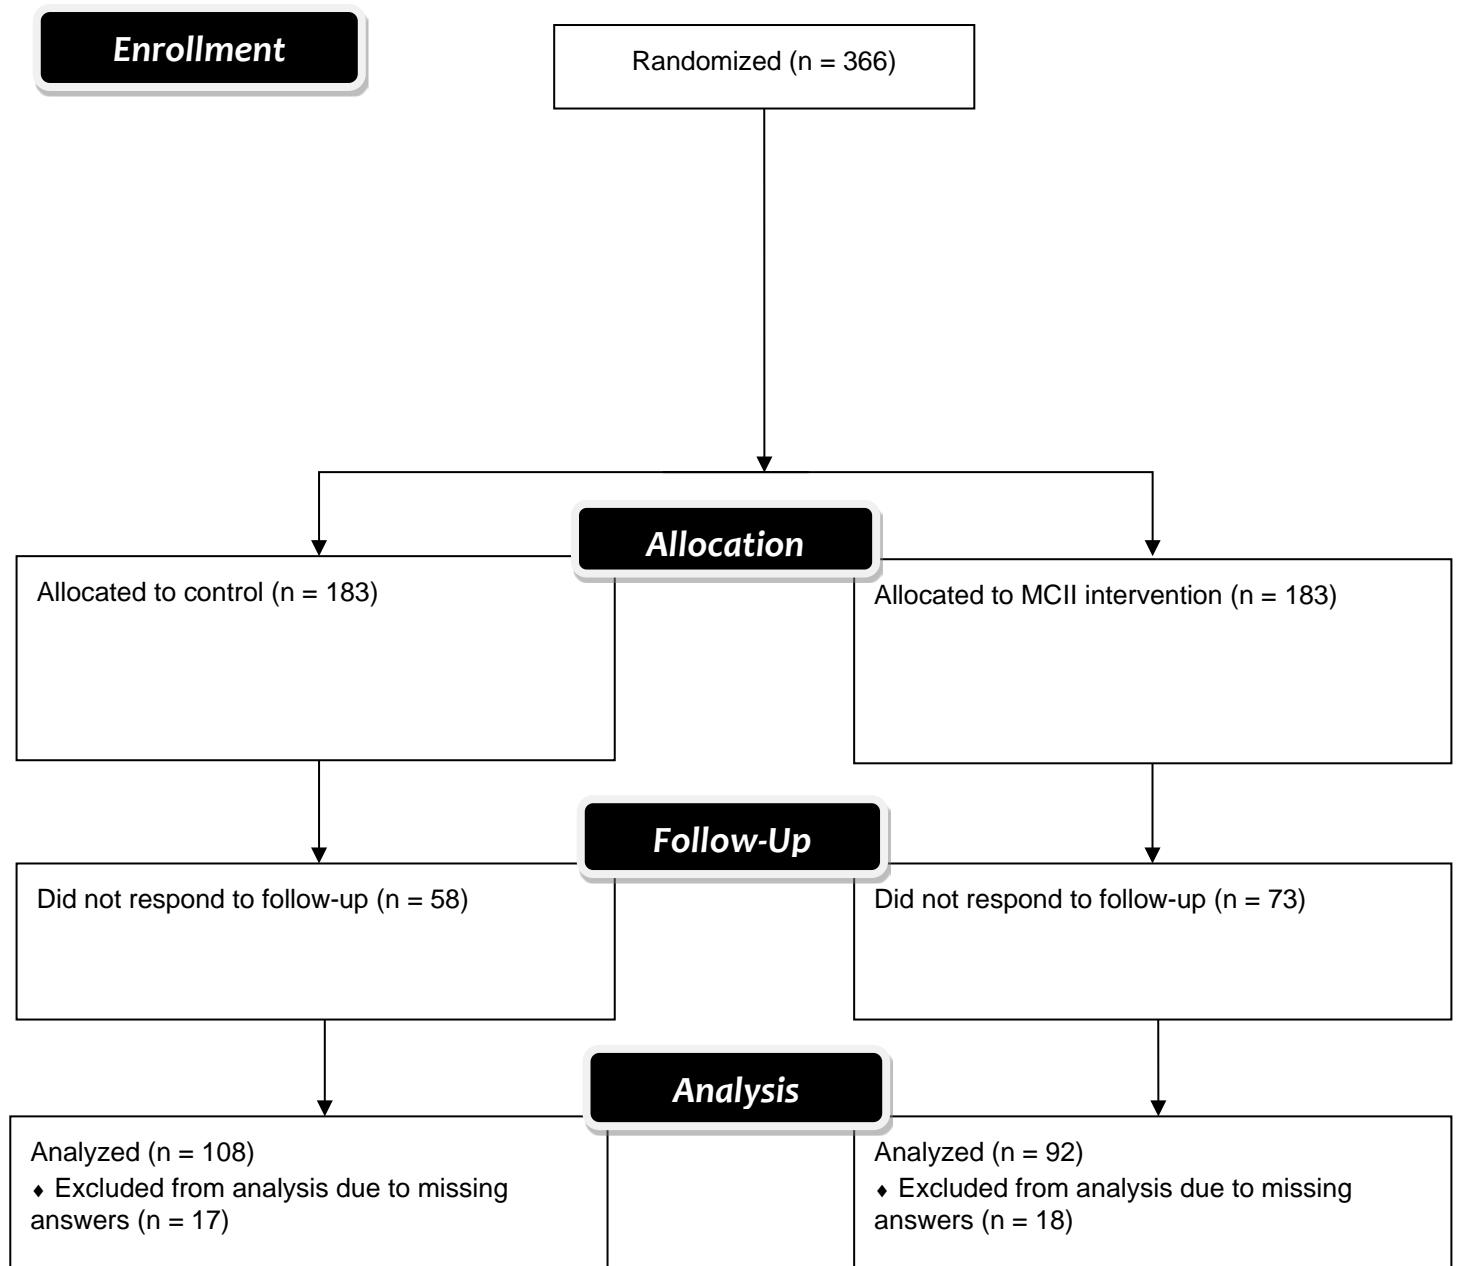 Enrollment
Randomized (n = 366)
Allocation
Allocated to control (n = 183)
Allocated to MCII intervention (n = 183)
Follow-Up
Did not respond to follow-up (n = 58)
Did not respond to follow-up (n = 73)
Analysis
Analyzed (n = 108)
♦ Excluded from analysis due to missing
answers (n = 17)
Analyzed (n = 92)
♦ Excluded from analysis due to missing
answers (n = 18)